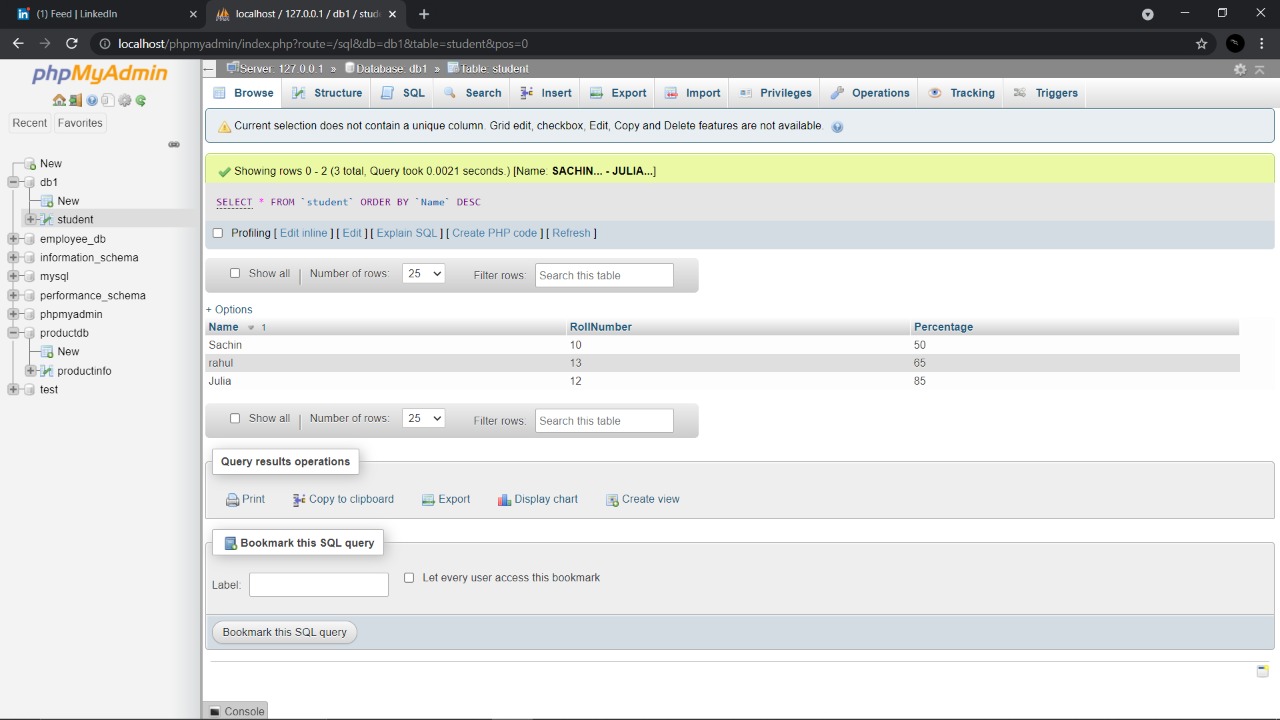 (1) Feed | LinkedIn
localhost / 127.0.0.1 / db1 / stude
localhost/phpmyadmin/index.php?route=/sql&db=db1&table=student&pos=0
phpMyAdmin
Recent Favorites
New
db1
New
student
employee_db
information_schema
mysql
performance_schema
phpmyadmin
productdb
New
productinfo
test
Server: 127.0.0.1 » Database: db1 » Table: student
Browse Structure SQL Search Insert Export Import Privileges Operations Tracking Triggers
Current selection does not contain a unique column. Grid edit, checkbox, Edit, Copy and Delete features are not available.
Showing rows 0 - 2 (3 total, Query took 0.0021 seconds.) [Name: SACHIN... - JULIA...]
SELECT * FROM `student` ORDER BY `Name` DESC
Profiling [ Edit inline ] [ Edit ] [ Explain SQL ] [ Create PHP code ] [ Refresh ]
Show all | Number of rows: 25 Filter rows: Search this table
+ Options
Name 1 RollNumber Percentage
Sachin 10 50
rahul 13 65
Julia 12 85
Show all | Number of rows: 25 Filter rows: Search this table
Query results operations
Print Copy to clipboard Export Display chart Create view
Bookmark this SQL query
Label: Let every user access this bookmark
Bookmark this SQL query
Console